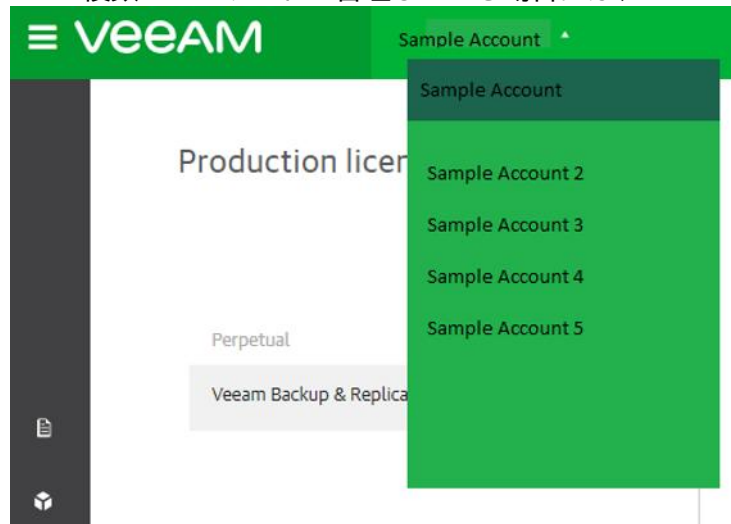 veeam
Sample Account
Sample Account
Production licen
Sample Account 2
Sample Account 3
Sample Account 4
Sample Account 5
Perpetual
Veeam Backup & Replica